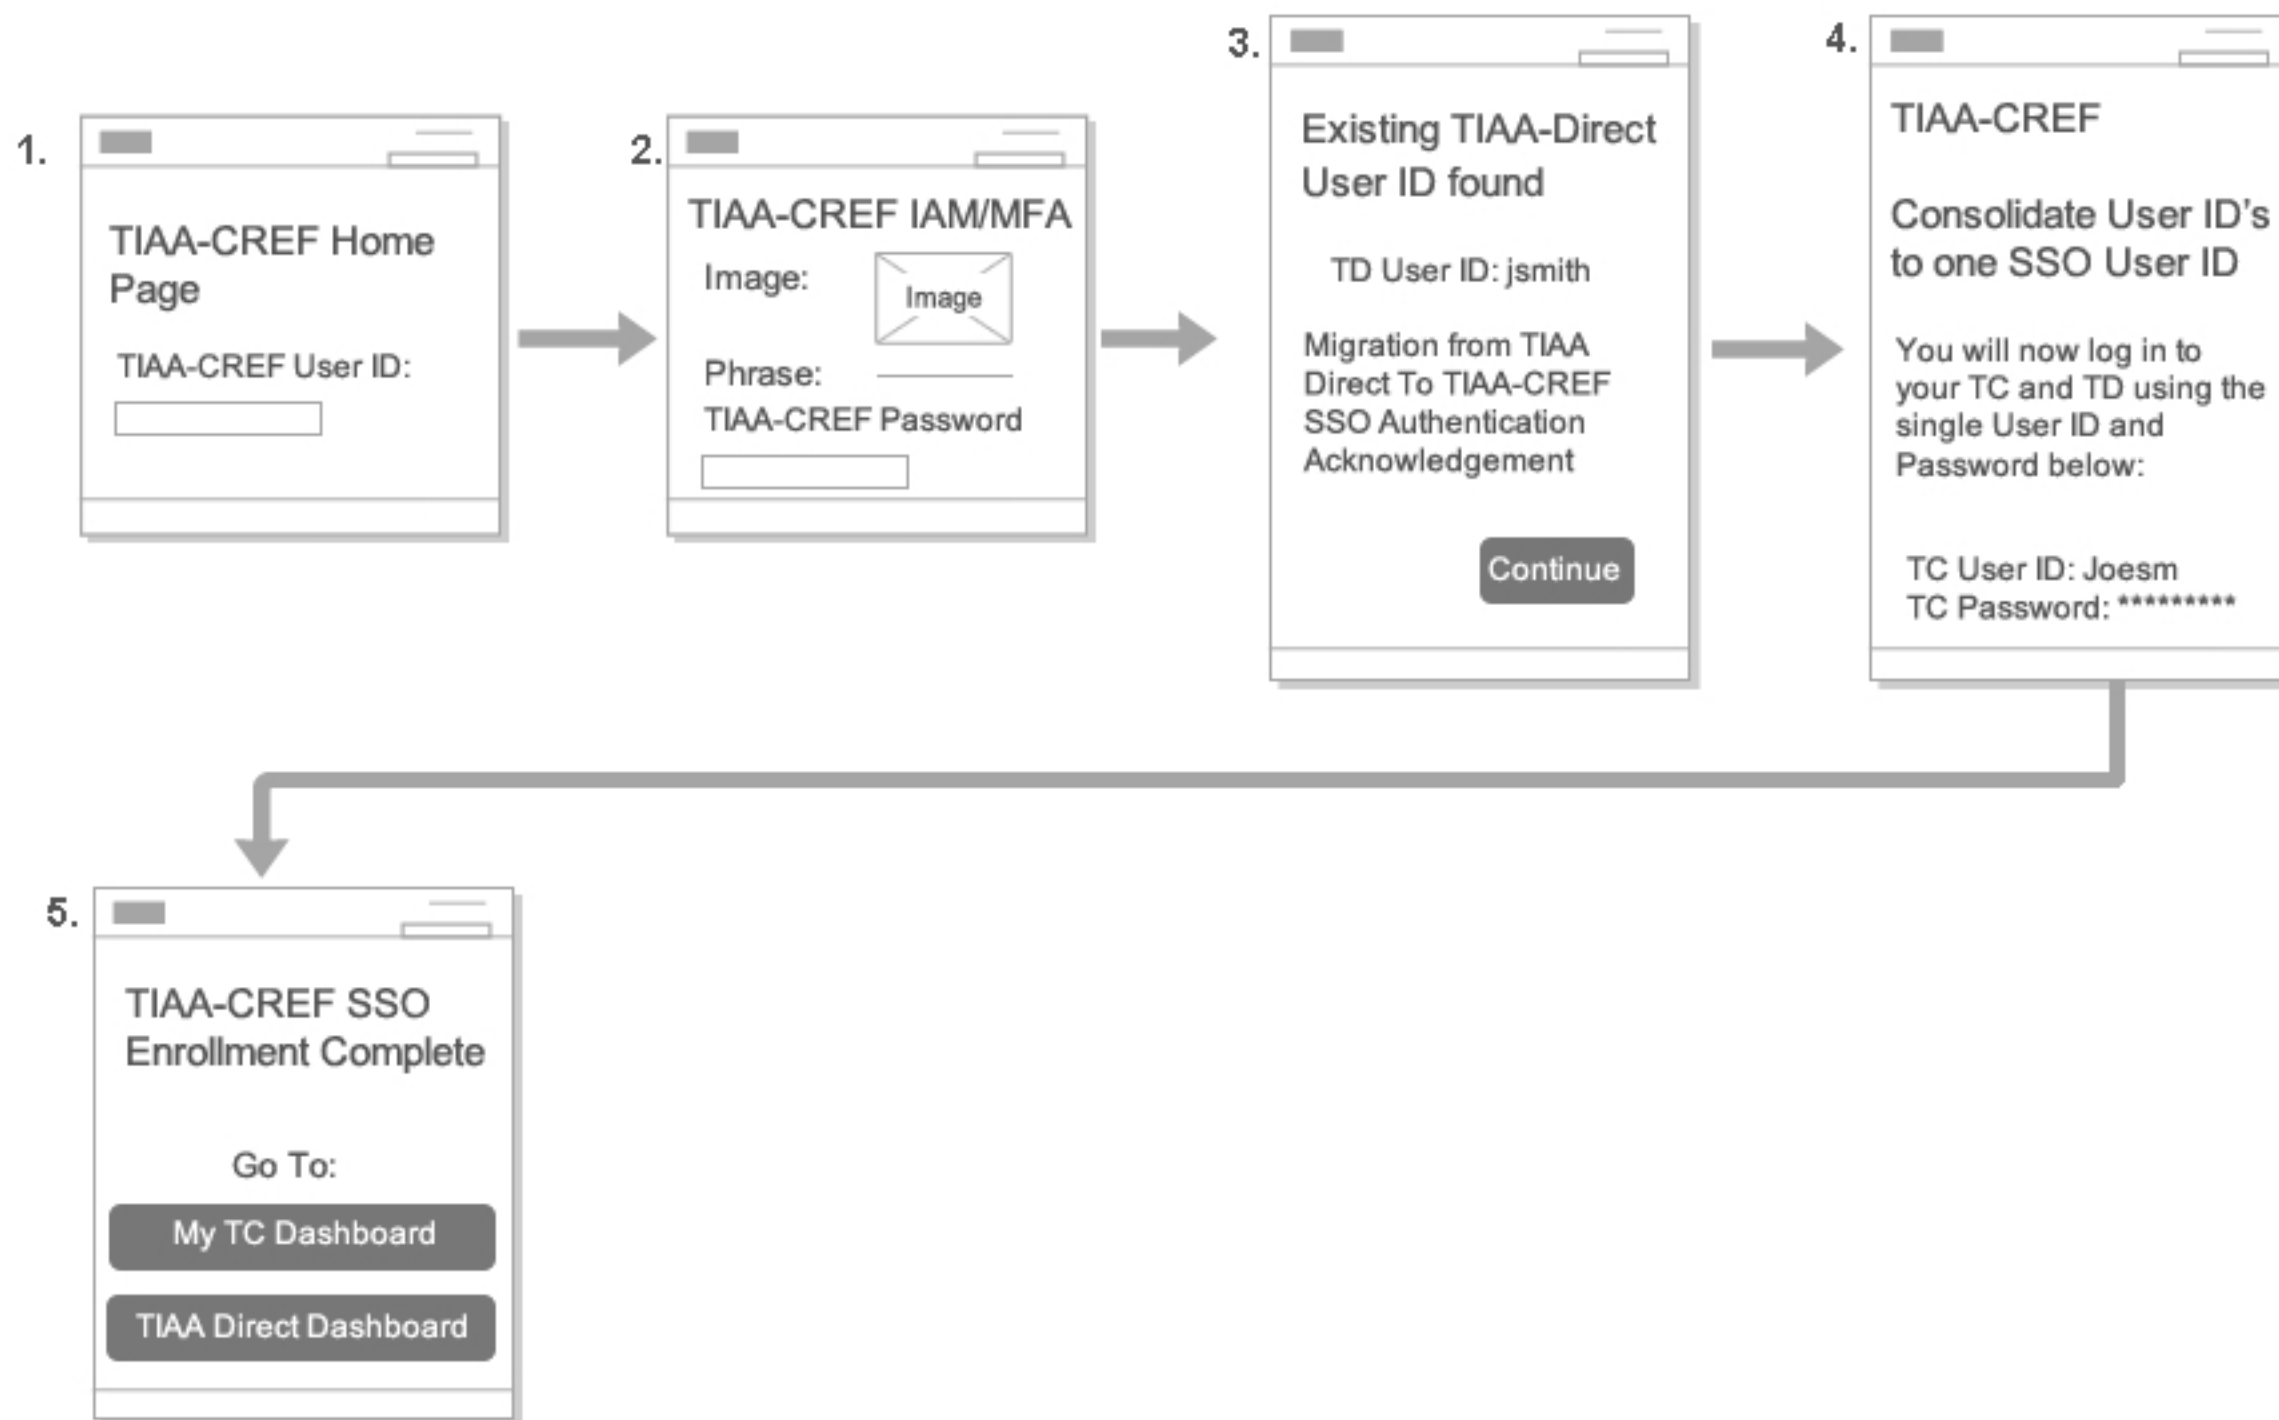 1.
TIAA-CREF Home
Page
TIAA-CREF User ID:
2.
TIAA-CREF IAM/MFA
Image:
Image
Phrase:
TIAA-CREF Password
3.
Existing TIAA-Direct
User ID found
TD User ID: jsmith
Migration from TIAA
Direct To TIAA-CREF
SSO Authentication
Acknowledgement
Continue
4.
TIAA-CREF
Consolidate User ID's
to one SSO User ID
You will now log in to
your TC and TD using the
single User ID and
Password below:
TC User ID: Joesm
TC Password: *********
5.
TIAA-CREF SSO
Enrollment Complete
Go To:
My TC Dashboard
TIAA Direct Dashboard